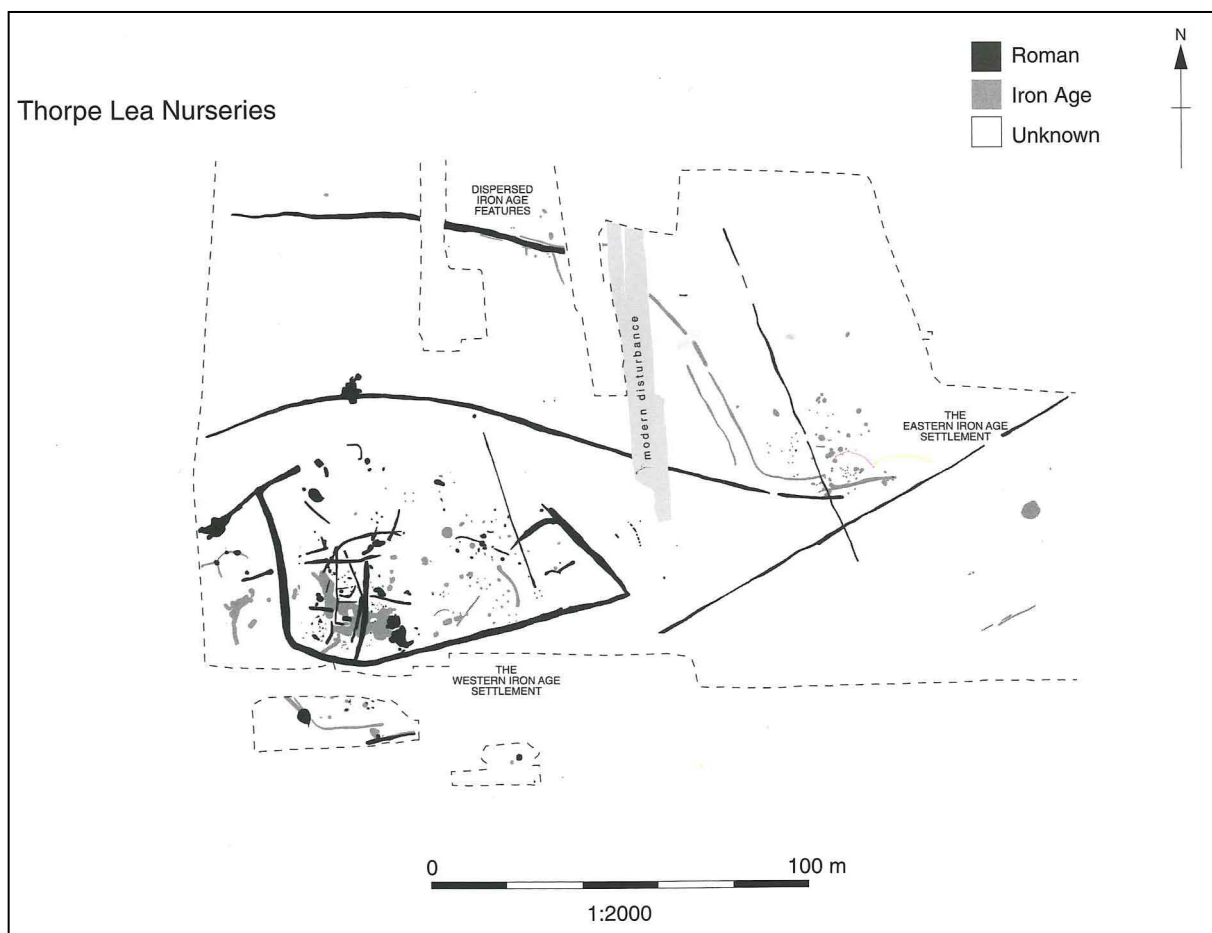 N
Roman
Iron Age
Unknown
Thorpe Lea Nurseries
DISPERSED
IRON AGE
FEATURES
modern disturbance
THE
EASTERN IRON AGE
SETTLEMENT
THE
WESTERN IRON AGE
SETTLEMENT
0
100 m
1:2000